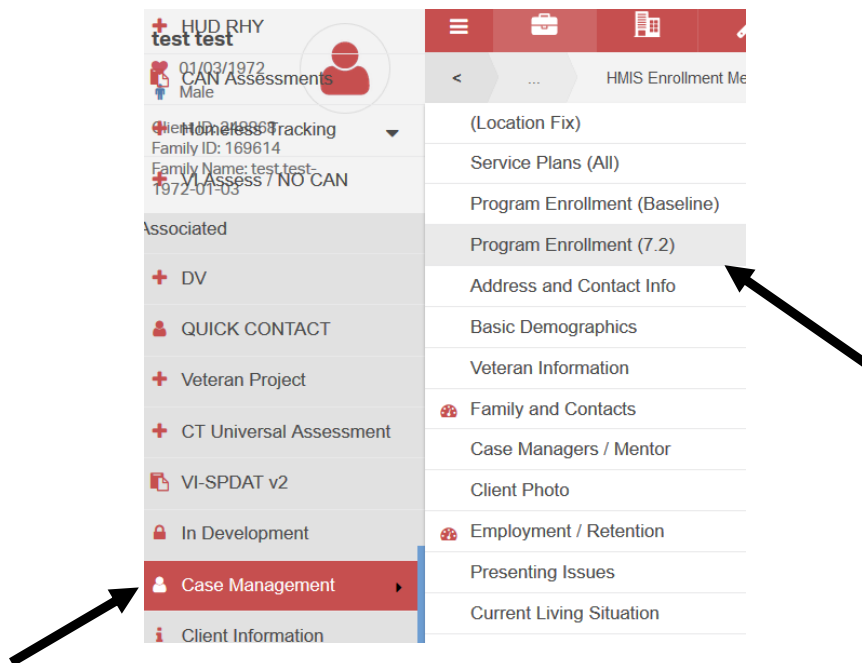 HUD RHY
test test
01/03/1972
CAN Assessments
Male
Client ID: 249968
Homeless Tracking
Family ID: 169614
Family Name: test test-
VI Assess / NO CAN
1972-01-03
Associated
DV
QUICK CONTACT
Veteran Project
CT Universal Assessment
VI-SPDAT v2
In Development
Case Management
Client Information
< ... HMIS Enrollment Me
(Location Fix)
Service Plans (All)
Program Enrollment (Baseline)
Program Enrollment (7.2)
Address and Contact Info
Basic Demographics
Veteran Information
Family and Contacts
Case Managers / Mentor
Client Photo
Employment / Retention
Presenting Issues
Current Living Situation